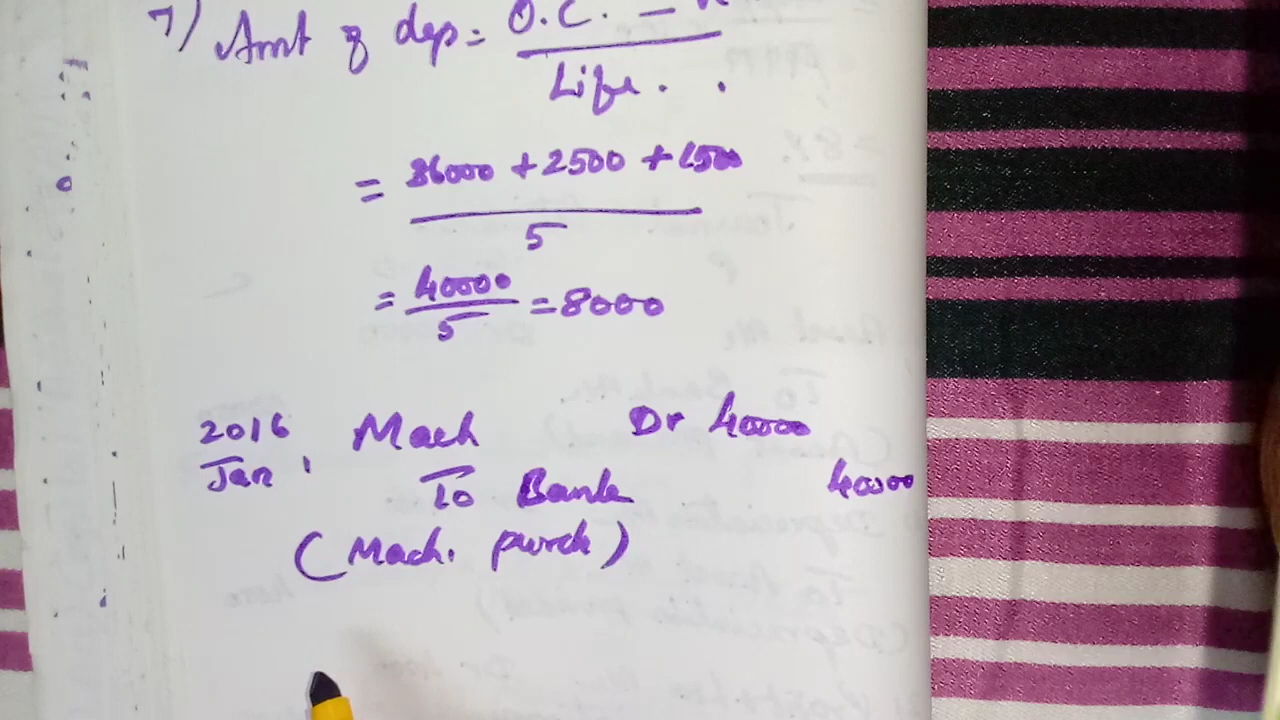 7) Amt of dep = O.C. -
Life.
= 36000 + 2500 + 1500
5
= 40000 = 8000
5
2016 Mach Dr 40000
Jan 1 To Bank 40000
(Mach. purch)